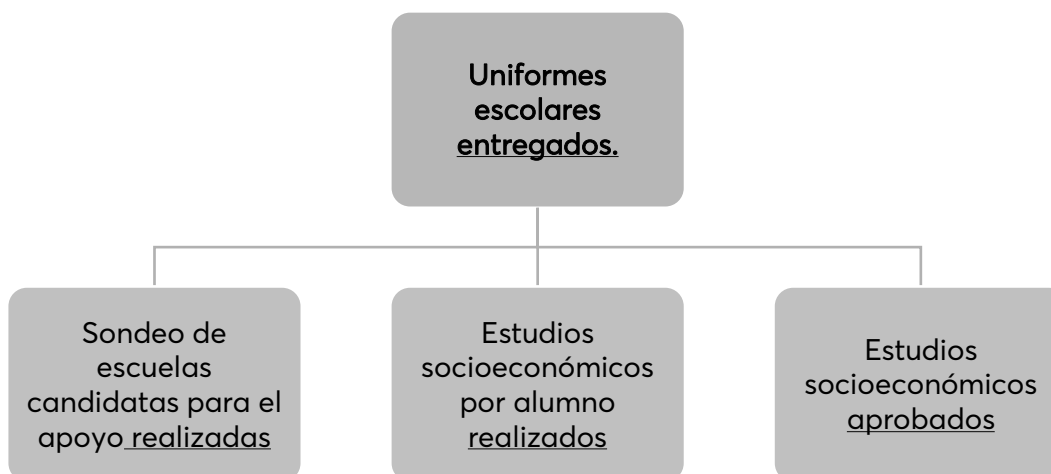 Uniformes
escolares
entregados.
Sondeo de
escuelas
candidatas para el
apoyo realizadas
Estudios
socioeconómicos
por alumno
realizados
Estudios
socioeconómicos
aprobados